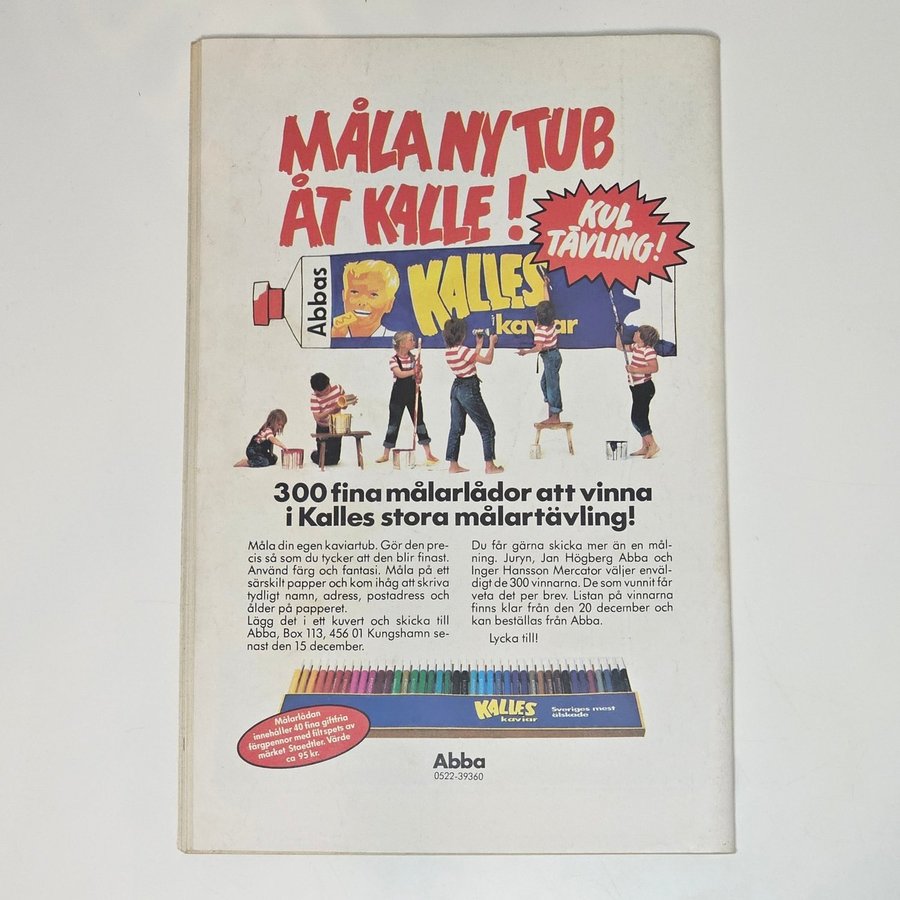 MÅLA NY TUB
ÅT KALLE!
KUL
TÄVLING!
Abbas
KALLES
kaviar
300 fina målarlådor att vinna
i Kalles stora målartävling!
Måla din egen kaviartub. Gör den pre-
cis så som du tycker att den blir finast.
Använd färg och fantasi. Måla på ett
särskilt papper och kom ihåg att skriva
tydligt namn, adress, postadress och
ålder på papperet.
Lägg det i ett kuvert och skicka till
Abba, Box 113, 456 01 Kungshamn se-
nast den 15 december.
Du får gärna skicka mer än en mål-
ning. Juryn, Jan Högberg Abba och
Inger Hansson Mercator väljer enväl-
digt de 300 vinnarna. De som vunnit får
veta det per brev. Listan på vinnarna
finns klar från den 20 december och
kan beställas från Abba.
Lycka till!
KALLES
kaviar
Sveriges mest
älskade
Målarlådan
innehåller 40 fina giftfria
färgpennor med filtspets av
märket Staedtler. Värde
ca 95 kr.
Abba
0522-39360